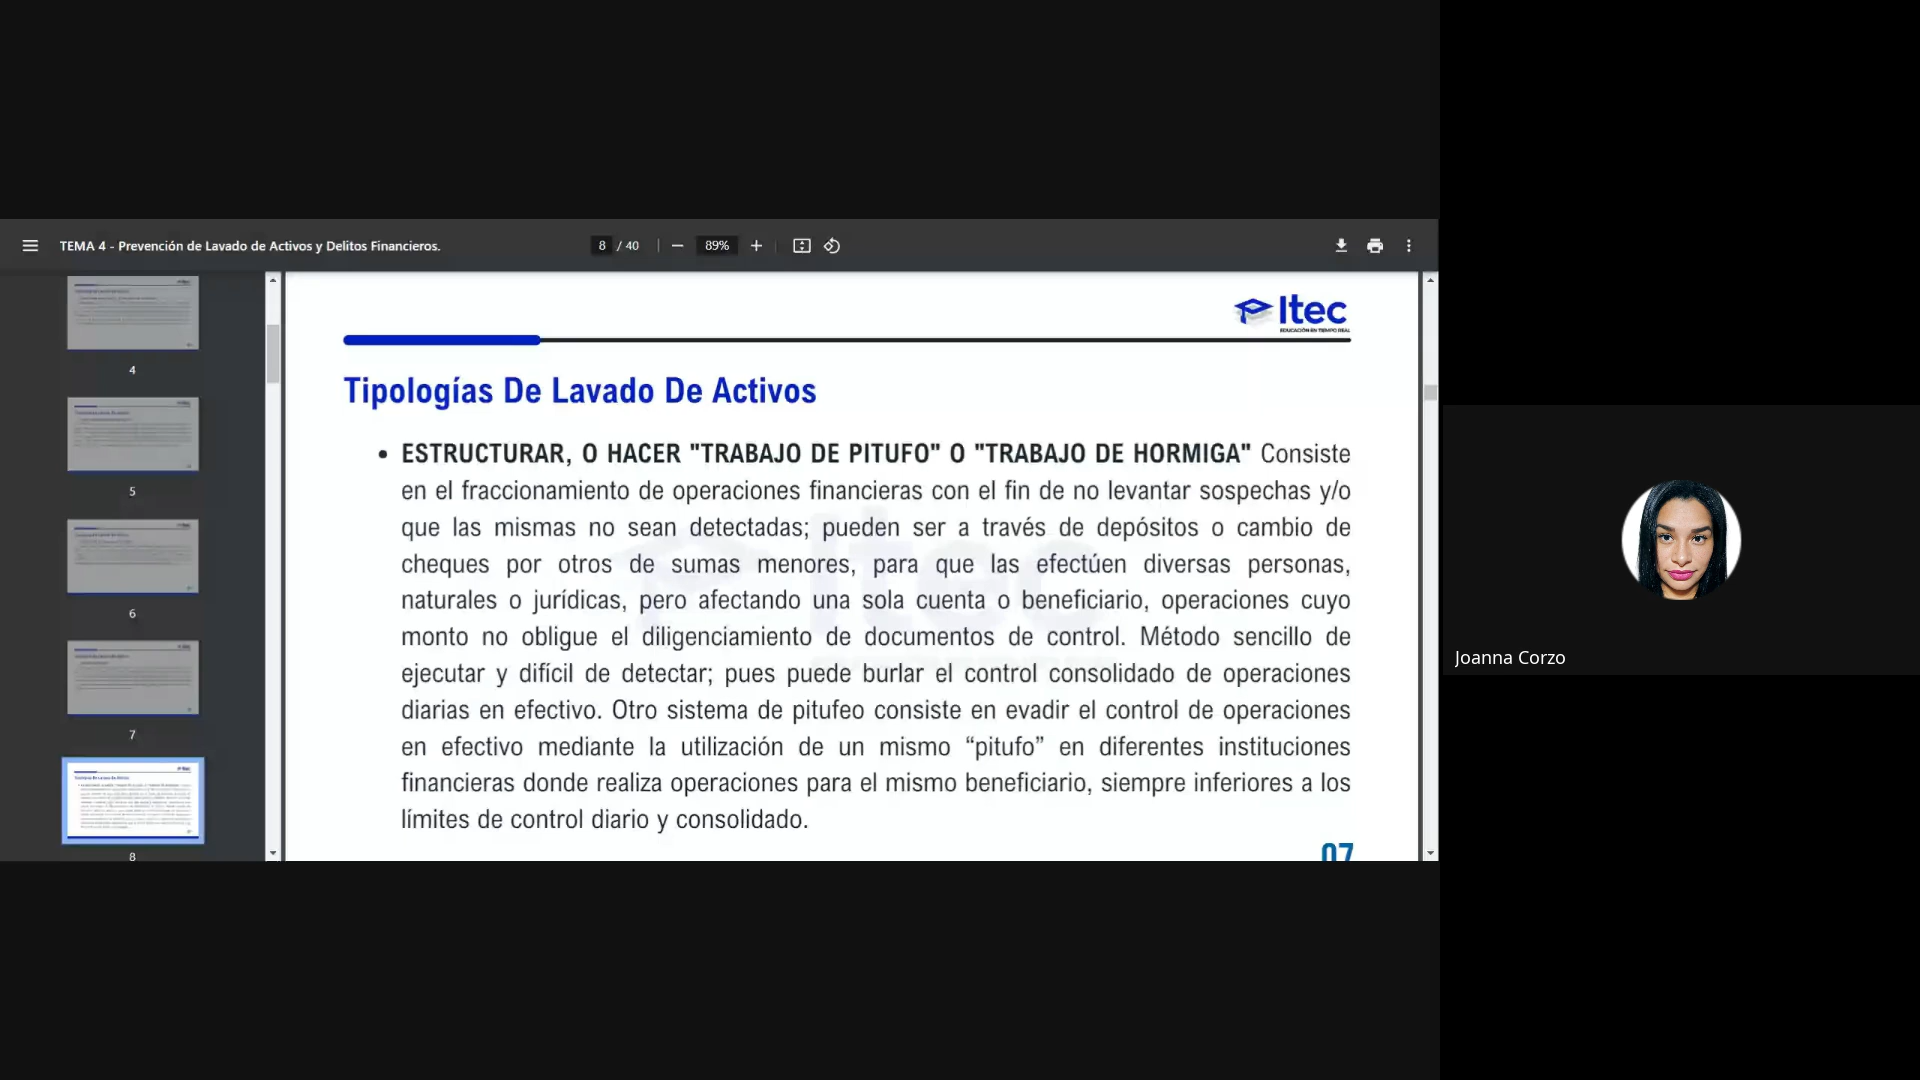 TEMA 4 - Prevención de Lavado de Activos y Delitos Financieros.
8 / 40
89%
Itec
EDUCACIÓN EN TIEMPO REAL
Tipologías De Lavado De Activos
• ESTRUCTURAR, O HACER "TRABAJO DE PITUFO" O "TRABAJO DE HORMIGA" Consiste
en el fraccionamiento de operaciones financieras con el fin de no levantar sospechas y/o
que las mismas no sean detectadas; pueden ser a través de depósitos o cambio de
cheques por otros de sumas menores, para que las efectúen diversas personas,
naturales o jurídicas, pero afectando una sola cuenta o beneficiario, operaciones cuyo
monto no obligue el diligenciamiento de documentos de control. Método sencillo de
ejecutar y difícil de detectar; pues puede burlar el control consolidado de operaciones
diarias en efectivo. Otro sistema de pitufeo consiste en evadir el control de operaciones
en efectivo mediante la utilización de un mismo “pitufo” en diferentes instituciones
financieras donde realiza operaciones para el mismo beneficiario, siempre inferiores a los
límites de control diario y consolidado.
07
4
5
6
7
8
Joanna Corzo